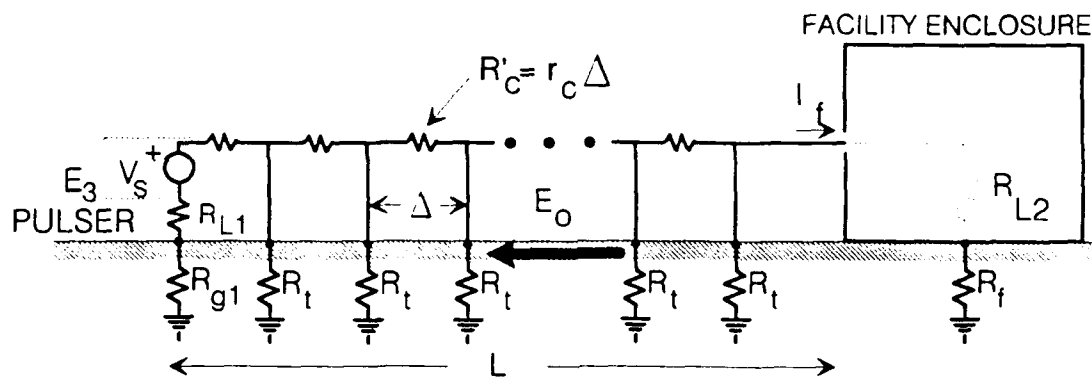 FACILITY ENCLOSURE
R'C = rc Δ
If
+
VS
E3
PULSER
RL1
Δ
Eo
RL2
Rg1
Rt
Rt
Rt
Rt
Rt
Rf
L